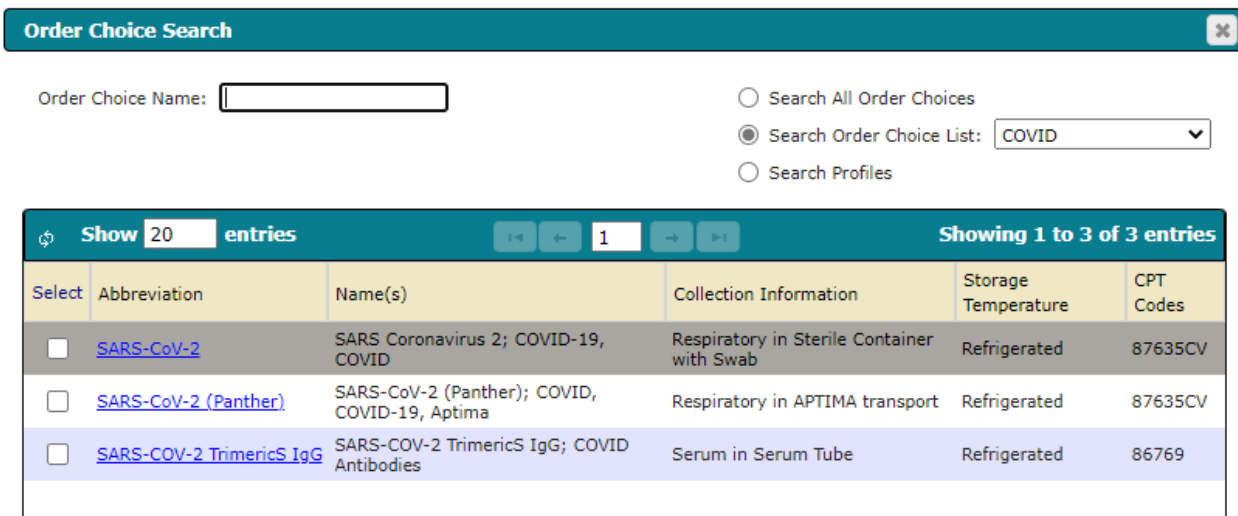 Order Choice Search
Order Choice Name:
Search All Order Choices
Search Order Choice List: COVID
Search Profiles
Show 20 entries 1 Showing 1 to 3 of 3 entries
Select Abbreviation Name(s) Collection Information Storage Temperature CPT Codes
SARS-CoV-2 SARS Coronavirus 2; COVID-19, COVID Respiratory in Sterile Container with Swab Refrigerated 87635CV
SARS-CoV-2 (Panther) SARS-CoV-2 (Panther); COVID, COVID-19, Aptima Respiratory in APTIMA transport Refrigerated 87635CV
SARS-COV-2 TrimericS IgG SARS-COV-2 TrimericS IgG; COVID Antibodies Serum in Serum Tube Refrigerated 86769